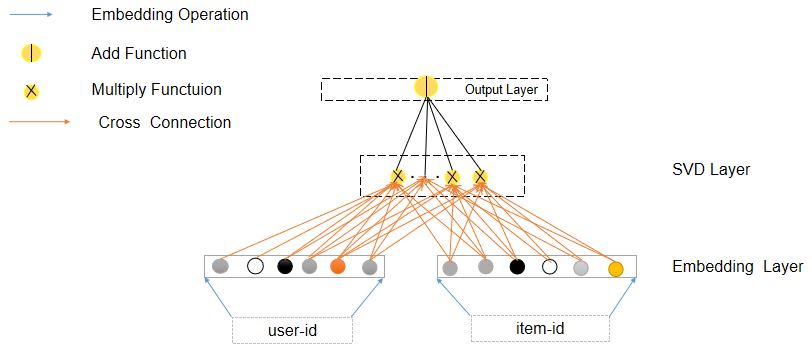 Embedding Operation
Add Function
Multiply Functuion
Cross Connection
Output Layer
SVD Layer
Embedding Layer
user-id
item-id